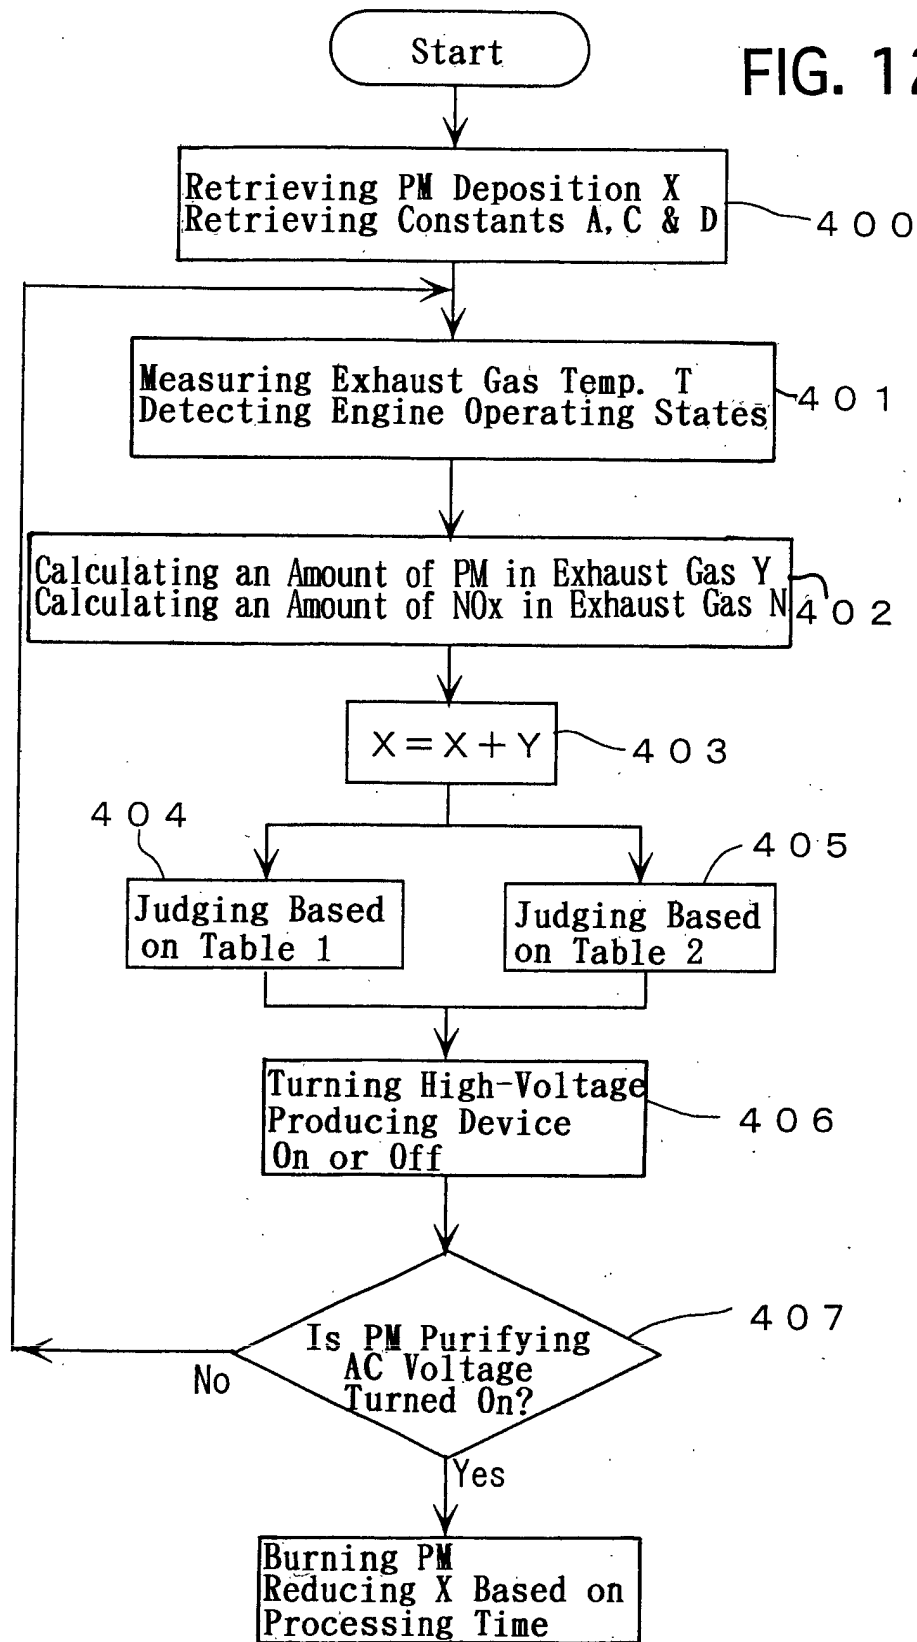 Start
FIG. 12
Retrieving PM Deposition X
Retrieving Constants A, C & D
400
Measuring Exhaust Gas Temp. T
Detecting Engine Operating States
401
Calculating an Amount of PM in Exhaust Gas Y
Calculating an Amount of NOx in Exhaust Gas N
402
X=X+Y
403
404
405
Judging Based
on Table 1
Judging Based
on Table 2
Turning High-Voltage
Producing Device
On or Off
406
407
Is PM Purifying
AC Voltage
Turned On?
No
Yes
Burning PM
Reducing X Based on
Processing Time